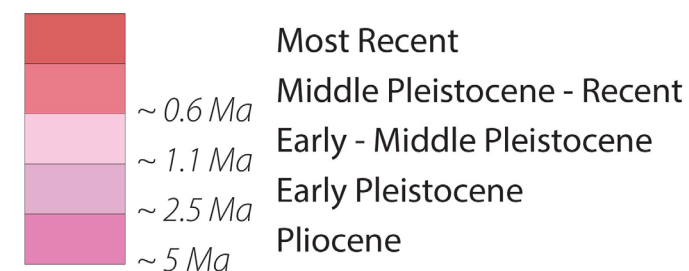 Most Recent
Middle Pleistocene - Recent
~ 0.6 Ma
Early - Middle Pleistocene
~ 1.1 Ma
Early Pleistocene
~ 2.5 Ma
Pliocene
~ 5 Ma